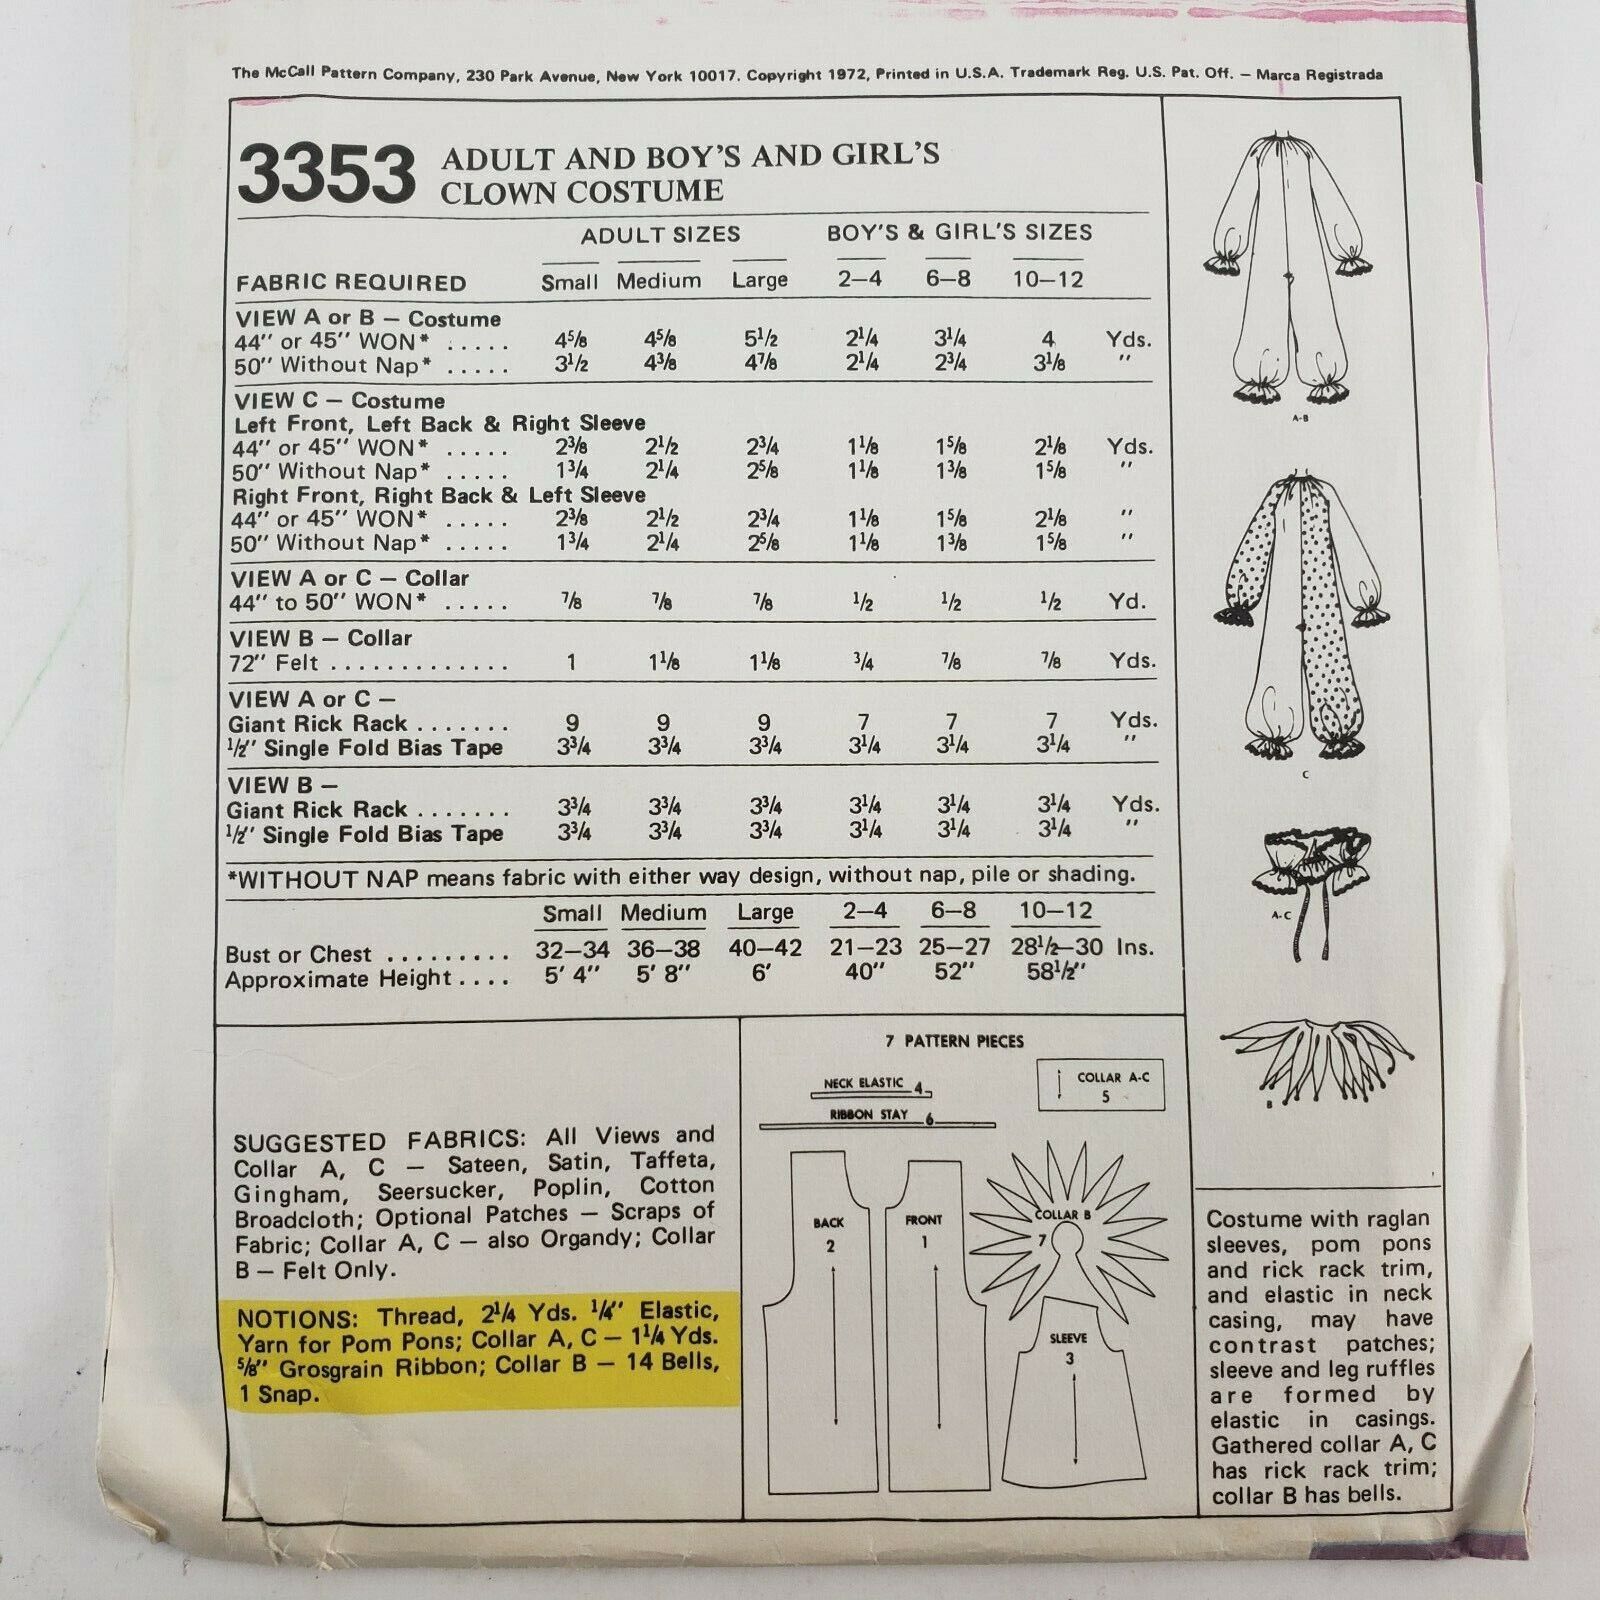 The McCall Pattern Company, 230 Park Avenue, New York 10017. Copyright 1972, Printed in U.S.A. Trademark Reg. U.S. Pat. Off. – Marca Registrada
3353 ADULT AND BOY'S AND GIRL'S
CLOWN COSTUME
ADULT SIZES BOY'S & GIRL'S SIZES
FABRIC REQUIRED Small Medium Large 2–4 6–8 10–12
VIEW A or B – Costume
44" or 45" WON* . . . . . 4⅝ 4⅝ 5½ 2¼ 3¼ 4 Yds.
50" Without Nap* . . . . . 3½ 4⅜ 4⅞ 2¼ 2¾ 3⅛ "
VIEW C – Costume
Left Front, Left Back & Right Sleeve
44" or 45" WON* . . . . . 2⅜ 2½ 2¾ 1⅛ 1⅝ 2⅛ Yds.
50" Without Nap* . . . . . 1¾ 2¼ 2⅝ 1⅛ 1⅜ 1⅝ "
Right Front, Right Back & Left Sleeve
44" or 45" WON* . . . . . 2⅜ 2½ 2¾ 1⅛ 1⅝ 2⅛ "
50" Without Nap* . . . . . 1¾ 2¼ 2⅝ 1⅛ 1⅜ 1⅝ "
VIEW A or C – Collar
44" to 50" WON* . . . . . ⅞ ⅞ ⅞ ½ ½ ½ Yd.
VIEW B – Collar
72" Felt . . . . . . . . . . . . . 1 1⅛ 1⅛ ¾ ⅞ ⅞ Yds.
VIEW A or C –
Giant Rick Rack . . . . . . . 9 9 9 7 7 7 Yds.
½" Single Fold Bias Tape 3¾ 3¾ 3¾ 3¼ 3¼ 3¼ "
VIEW B –
Giant Rick Rack . . . . . . . 3¾ 3¾ 3¾ 3¼ 3¼ 3¼ Yds.
½" Single Fold Bias Tape 3¾ 3¾ 3¾ 3¼ 3¼ 3¼ "
*WITHOUT NAP means fabric with either way design, without nap, pile or shading.
Small Medium Large 2–4 6–8 10–12
Bust or Chest . . . . . . . . . 32–34 36–38 40–42 21–23 25–27 28½–30 Ins.
Approximate Height . . . . 5' 4" 5' 8" 6' 40" 52" 58½"
A-B
C
A-C
B
SUGGESTED FABRICS: All Views and
Collar A, C – Sateen, Satin, Taffeta,
Gingham, Seersucker, Poplin, Cotton
Broadcloth; Optional Patches – Scraps of
Fabric; Collar A, C – also Organdy; Collar
B – Felt Only.
NOTIONS: Thread, 2¼ Yds. ¼" Elastic,
Yarn for Pom Pons; Collar A, C – 1¼ Yds.
⅝" Grosgrain Ribbon; Collar B – 14 Bells,
1 Snap.
7 PATTERN PIECES
NECK ELASTIC 4
COLLAR A-C
5
RIBBON STAY 6
BACK
2
FRONT
1
COLLAR B
7
SLEEVE
3
Costume with raglan
sleeves, pom pons
and rick rack trim,
and elastic in neck
casing, may have
contrast patches;
sleeve and leg ruffles
are formed by
elastic in casings.
Gathered collar A, C
has rick rack trim;
collar B has bells.